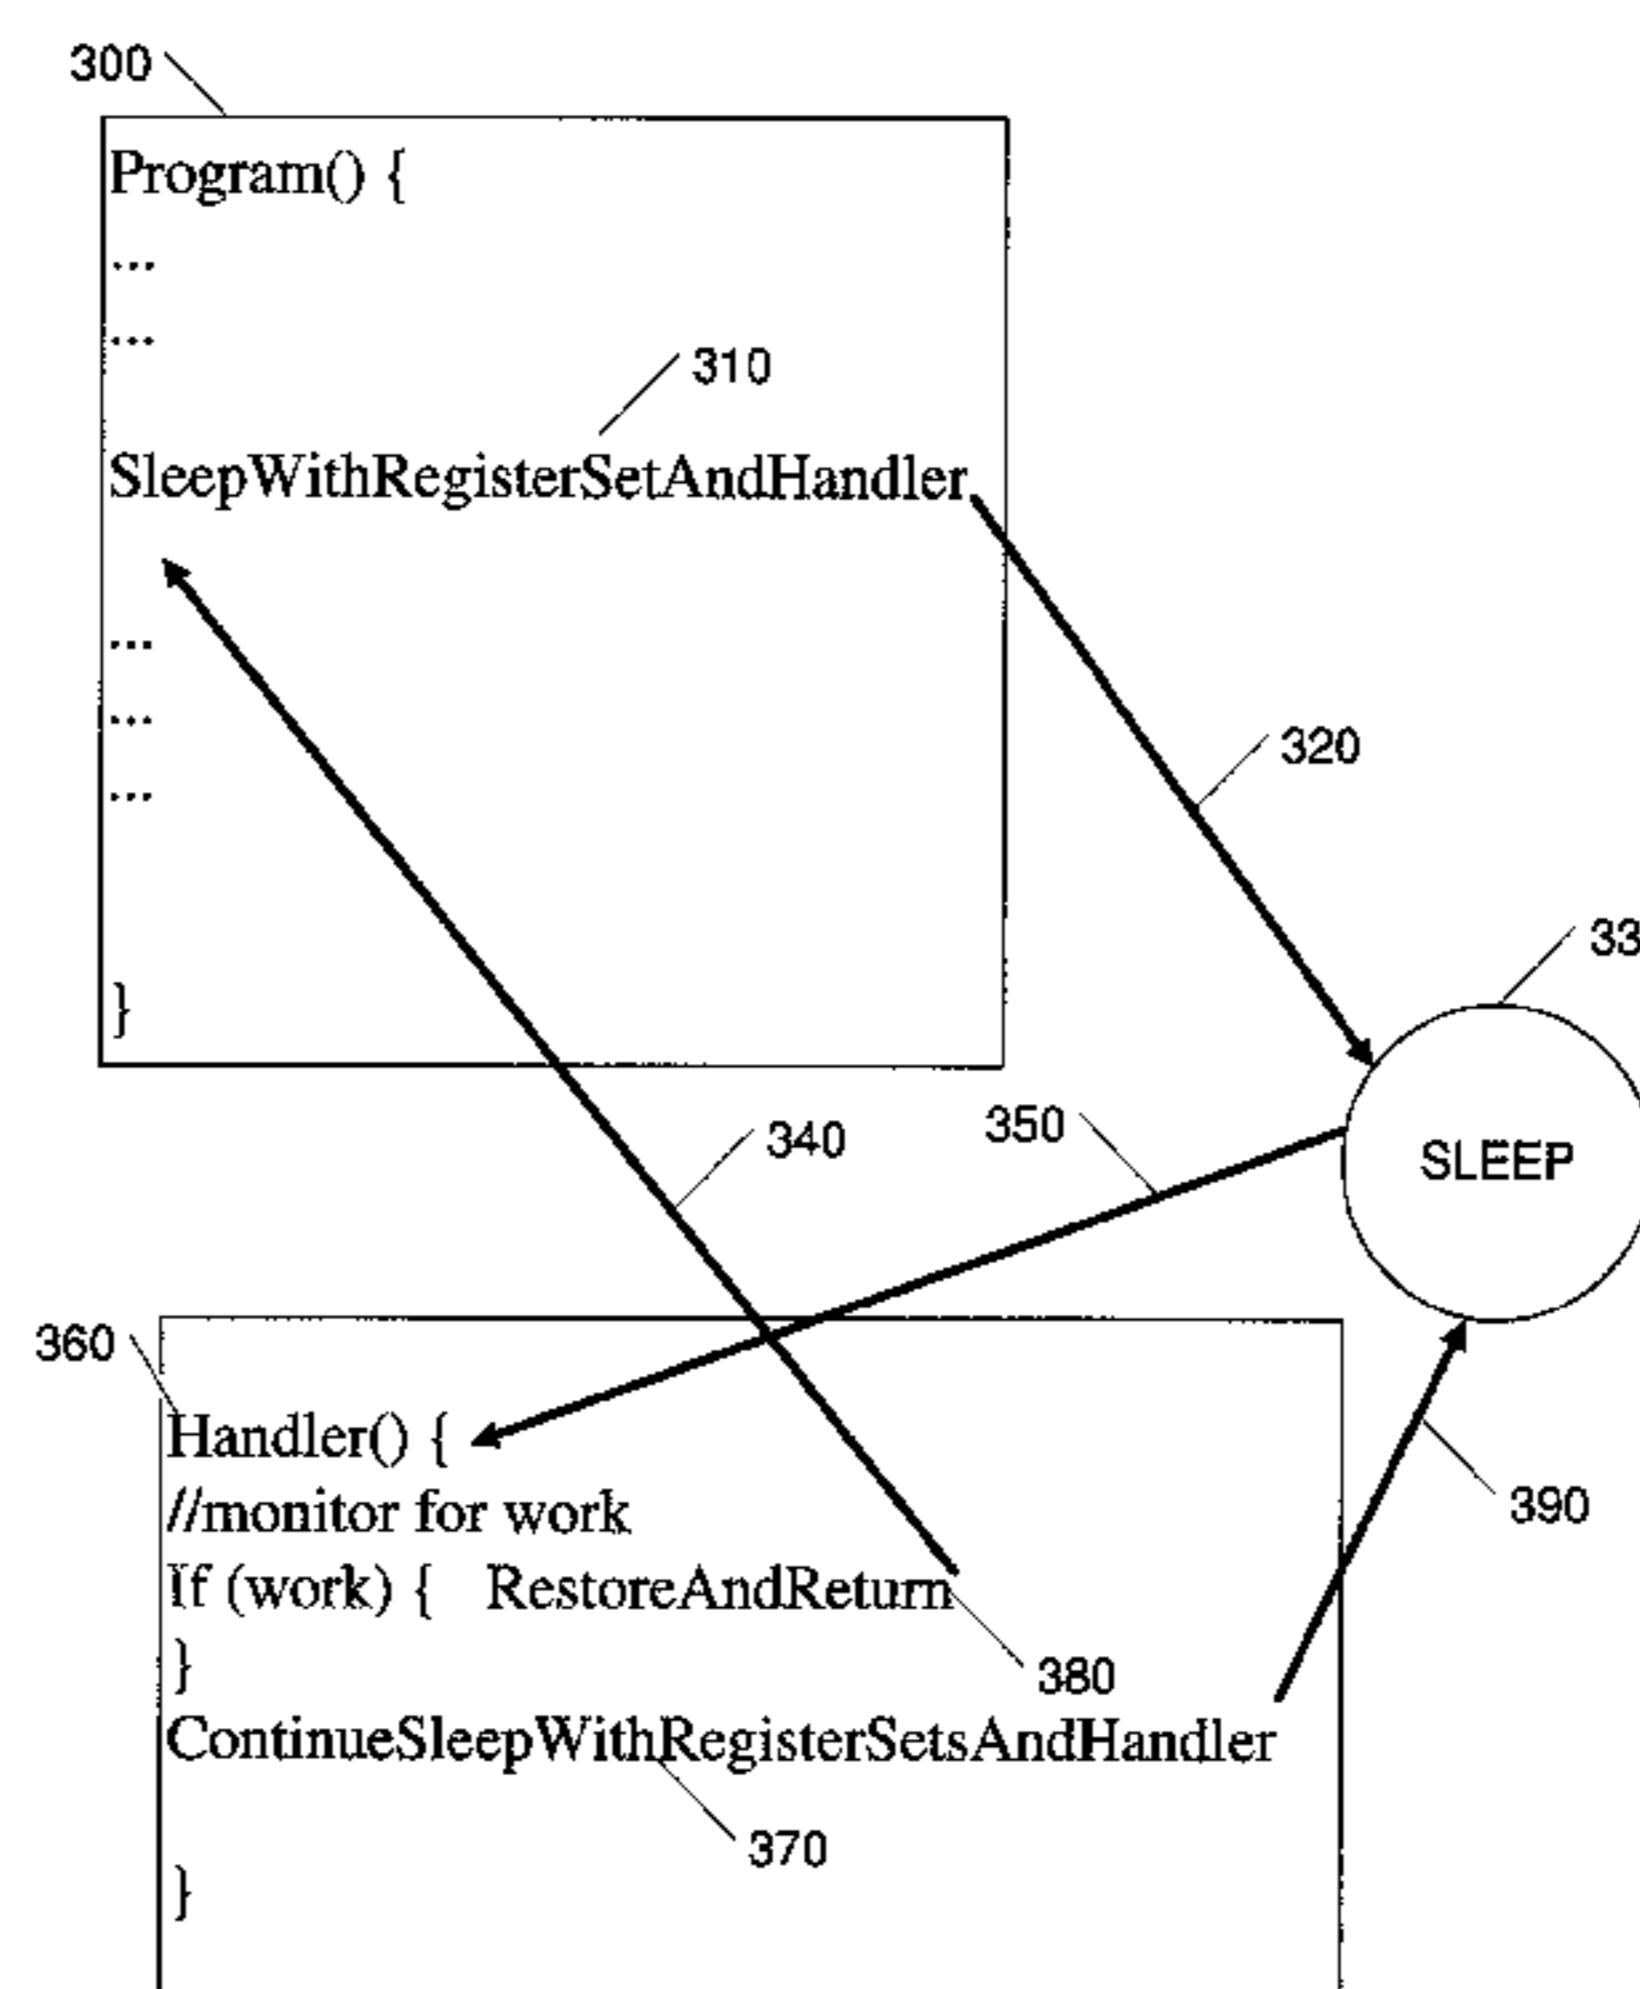 300
Program() {
...
...
310
SleepWithRegisterSetAndHandler
...
...
...
320
}
33
340
350
SLEEP
360
Handler() {
//monitor for work
If (work) { RestoreAndReturn
390
}
380
ContinueSleepWithRegisterSetsAndHandler
370
}